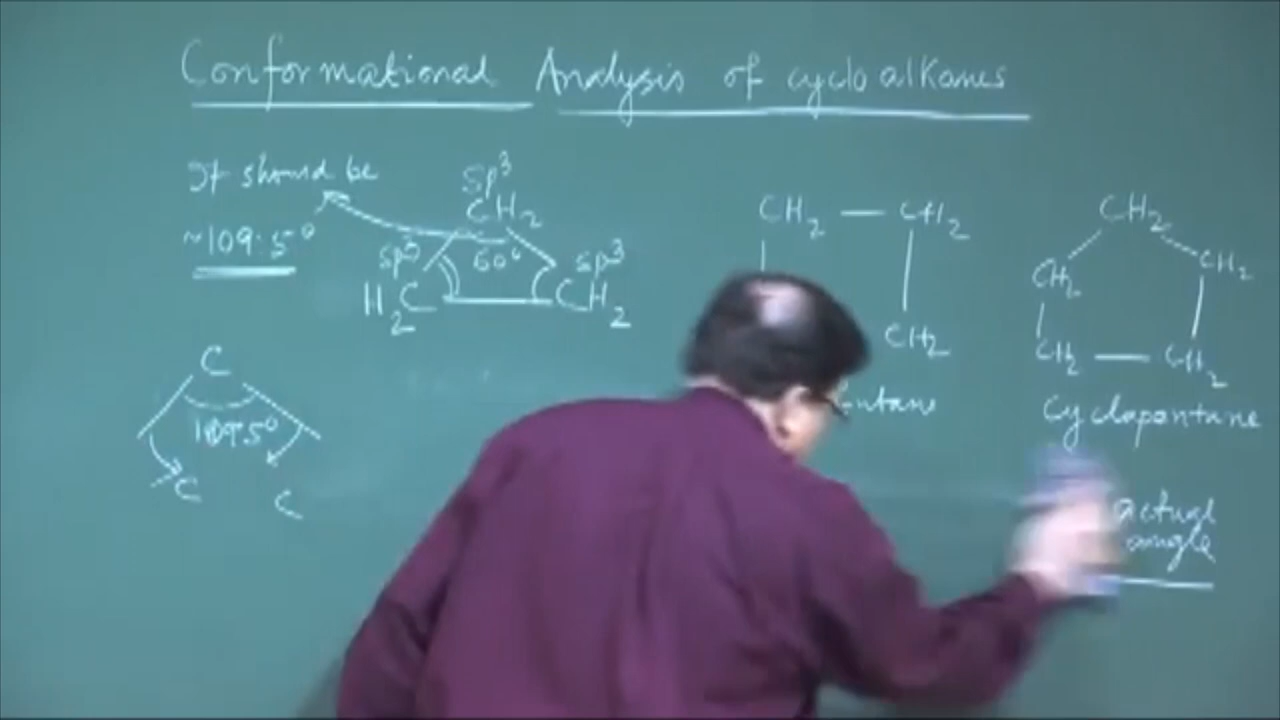 Conformational Analysis of cycloalkanes
It should be
~109.5°
sp3
CH2
sp3
60°
sp3
H2C
CH2
C
109.5°
C
C
CH2 — CH2
CH2
CH2
CH2
CH2
CH2 — CH2
Cyclopentane
actual
angle